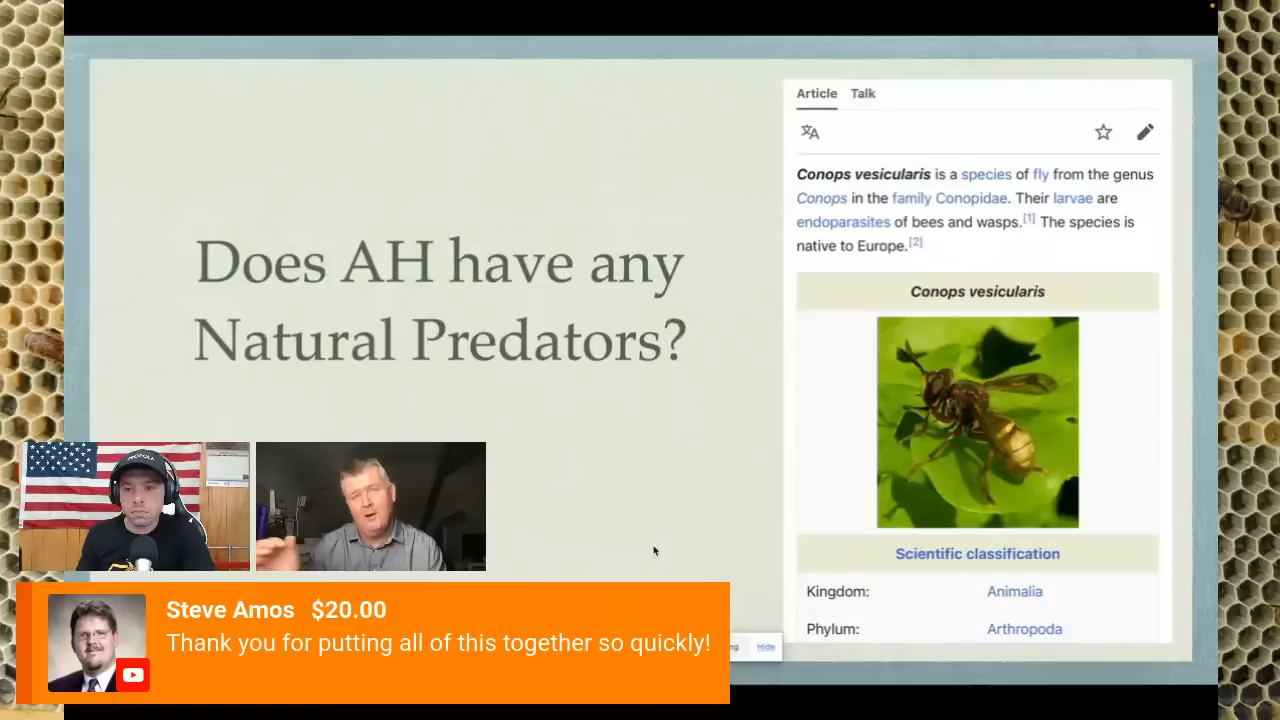 Does AH have any
Natural Predators?
Article Talk
Conops vesicularis is a species of fly from the genus
Conops in the family Conopidae. Their larvae are
endoparasites of bees and wasps.[1] The species is
native to Europe.[2]
Conops vesicularis
Scientific classification
Kingdom: Animalia
Phylum: Arthropoda
Steve Amos $20.00
Thank you for putting all of this together so quickly!
Hide